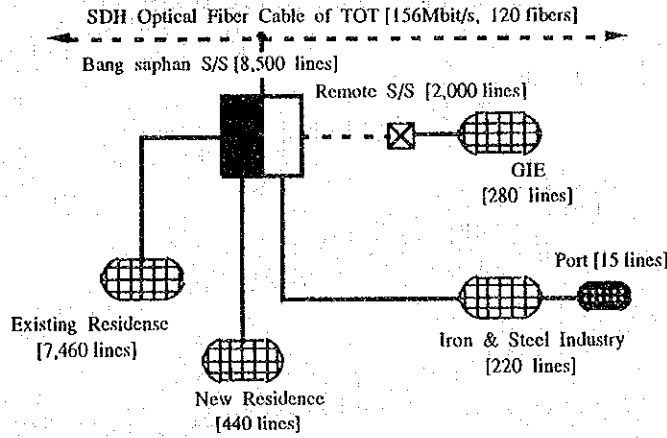 SDH Optical Fiber Cable of TOT [156Mbit/s, 120 fibers]
Bang saphan S/S [8,500 lines]
Remote S/S [2,000 lines]
GIE
[280 lines]
Port [15 lines]
Existing Residense
[7,460 lines]
Iron & Steel Industry
[220 lines]
New Residence
[440 lines]